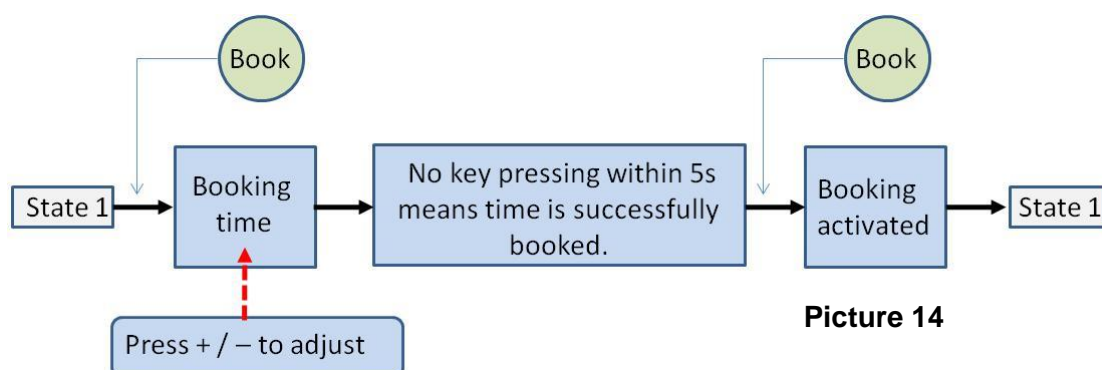 Book
Book
State 1
Booking
time
No key pressing within 5s
means time is successfully
booked.
Booking
activated
State 1
Picture 14
Press + / – to adjust